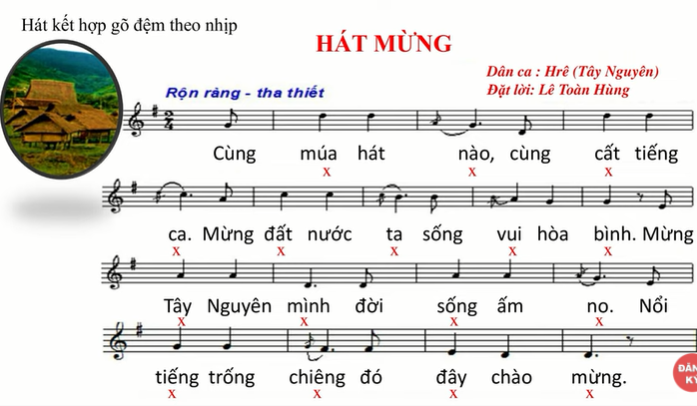 Hát kết hợp gõ đệm theo nhịp
HÁT MỪNG
Dân ca : Hrê (Tây Nguyên)
Đặt lời: Lê Toàn Hùng
Rộn ràng - tha thiết
2
4
Cùng múa hát nào, cùng cất tiếng
x x x
ca. Mừng đất nước ta sống vui hòa bình. Mừng
x x x x x
Tây Nguyên mình đời sống ấm no. Nổi
x x x x
tiếng trống chiêng đó đây chào mừng.
x x x x